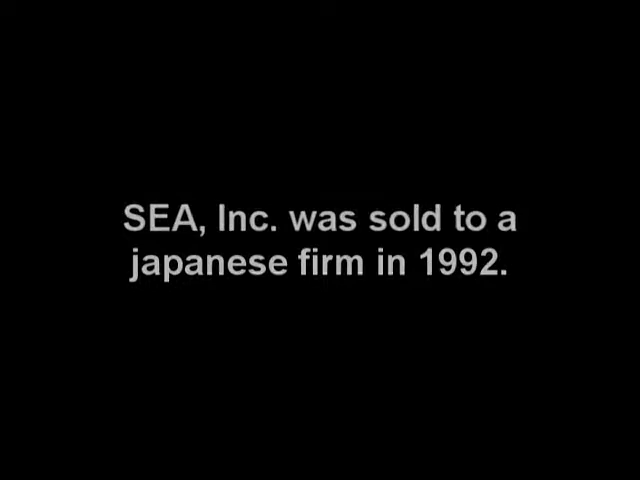 SEA, Inc. was sold to a
japanese firm in 1992.